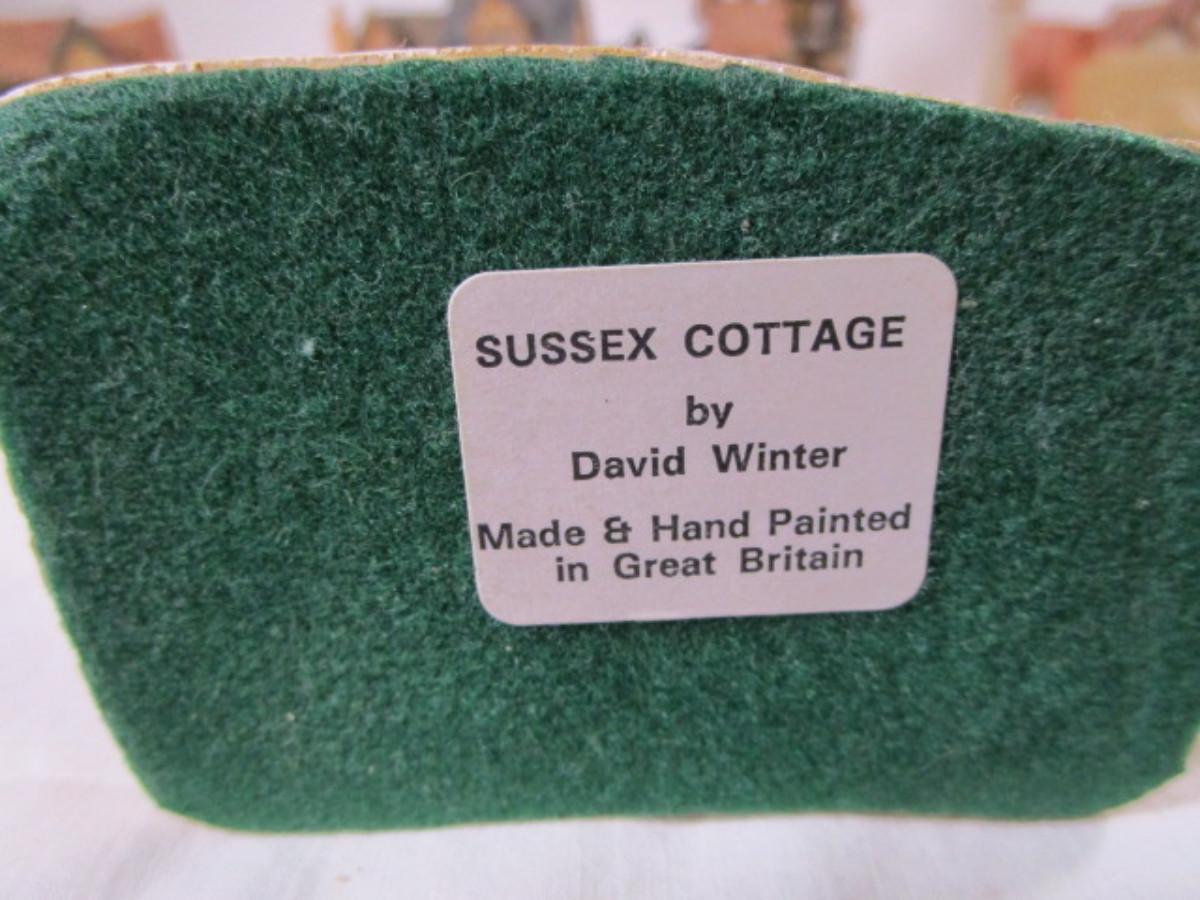 SUSSEX COTTAGE
by
David Winter
Made & Hand Painted
in Great Britain